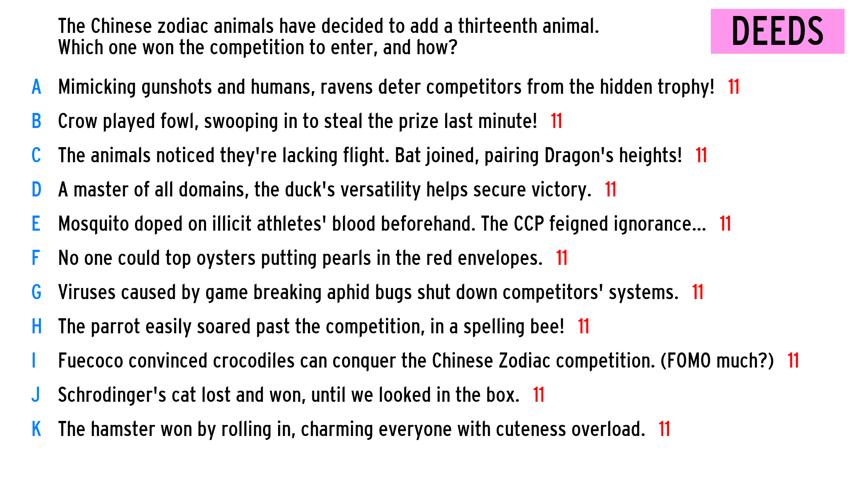 The Chinese zodiac animals have decided to add a thirteenth animal.
Which one won the competition to enter, and how?
DEEDS
A Mimicking gunshots and humans, ravens deter competitors from the hidden trophy! 11
B Crow played fowl, swooping in to steal the prize last minute! 11
C The animals noticed they're lacking flight. Bat joined, pairing Dragon's heights! 11
D A master of all domains, the duck's versatility helps secure victory. 11
E Mosquito doped on illicit athletes' blood beforehand. The CCP feigned ignorance... 11
F No one could top oysters putting pearls in the red envelopes. 11
G Viruses caused by game breaking aphid bugs shut down competitors' systems. 11
H The parrot easily soared past the competition, in a spelling bee! 11
I Fuecoco convinced crocodiles can conquer the Chinese Zodiac competition. (FOMO much?) 11
J Schrodinger's cat lost and won, until we looked in the box. 11
K The hamster won by rolling in, charming everyone with cuteness overload. 11